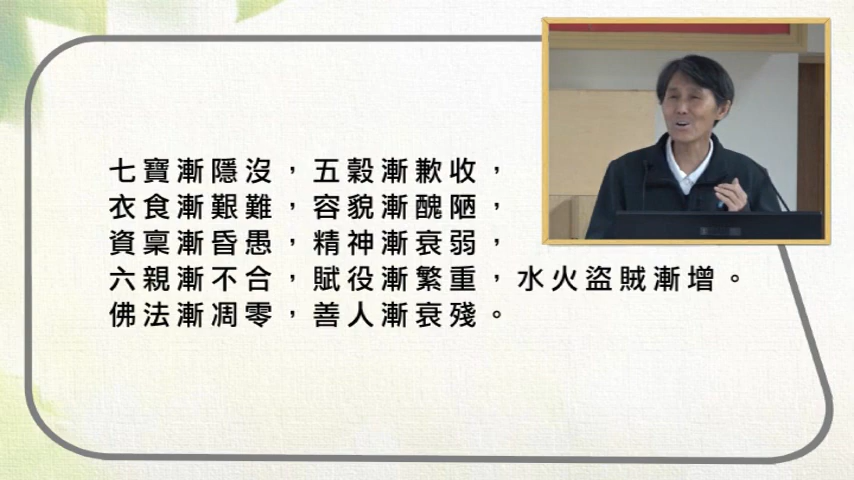 七寶漸隱沒，五穀漸歉收，
衣食漸艱難，容貌漸醜陋，
資稟漸昏愚，精神漸衰弱，
六親漸不合，賦役漸繁重，水火盜賊漸增。
佛法漸凋零，善人漸衰殘。